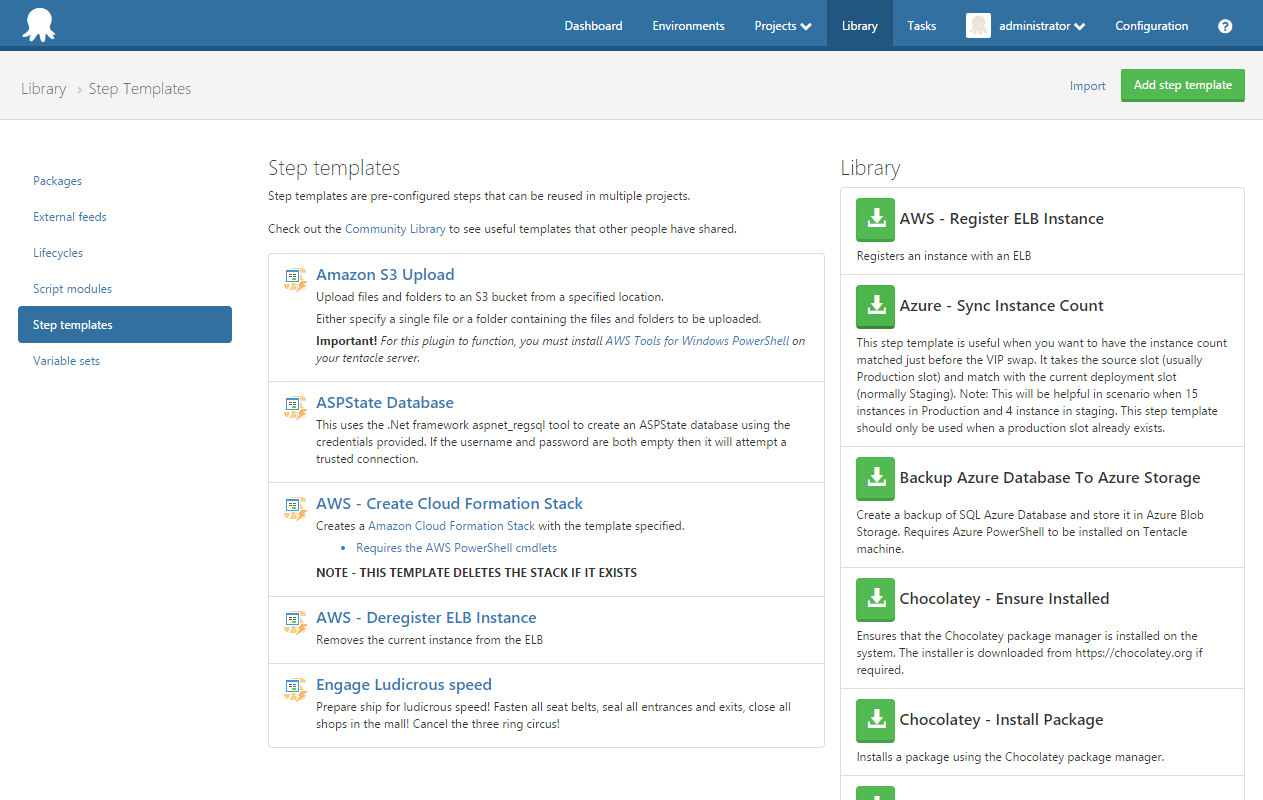 Dashboard Environments Projects Library Tasks administrator Configuration ?
Library › Step Templates
Import
Add step template
Packages
External feeds
Lifecycles
Script modules
Step templates
Variable sets
Step templates
Step templates are pre-configured steps that can be reused in multiple projects.
Check out the Community Library to see useful templates that other people have shared.
Amazon S3 Upload
Upload files and folders to an S3 bucket from a specified location.
Either specify a single file or a folder containing the files and folders to be uploaded.
Important! For this plugin to function, you must install AWS Tools for Windows PowerShell on
your tentacle server.
ASPState Database
This uses the .Net framework aspnet_regsql tool to create an ASPState database using the
credentials provided. If the username and password are both empty then it will attempt a
trusted connection.
AWS - Create Cloud Formation Stack
Creates a Amazon Cloud Formation Stack with the template specified.
• Requires the AWS PowerShell cmdlets
NOTE - THIS TEMPLATE DELETES THE STACK IF IT EXISTS
AWS - Deregister ELB Instance
Removes the current instance from the ELB
Engage Ludicrous speed
Prepare ship for ludicrous speed! Fasten all seat belts, seal all entrances and exits, close all
shops in the mall! Cancel the three ring circus!
Library
AWS - Register ELB Instance
Registers an instance with an ELB
Azure - Sync Instance Count
This step template is useful when you want to have the instance count
matched just before the VIP swap. It takes the source slot (usually
Production slot) and match with the current deployment slot
(normally Staging). Note: This will be helpful in scenario when 15
instances in Production and 4 instance in staging. This step template
should only be used when a production slot already exists.
Backup Azure Database To Azure Storage
Create a backup of SQL Azure Database and store it in Azure Blob
Storage. Requires Azure PowerShell to be installed on Tentacle
machine.
Chocolatey - Ensure Installed
Ensures that the Chocolatey package manager is installed on the
system. The installer is downloaded from https://chocolatey.org if
required.
Chocolatey - Install Package
Installs a package using the Chocolatey package manager.